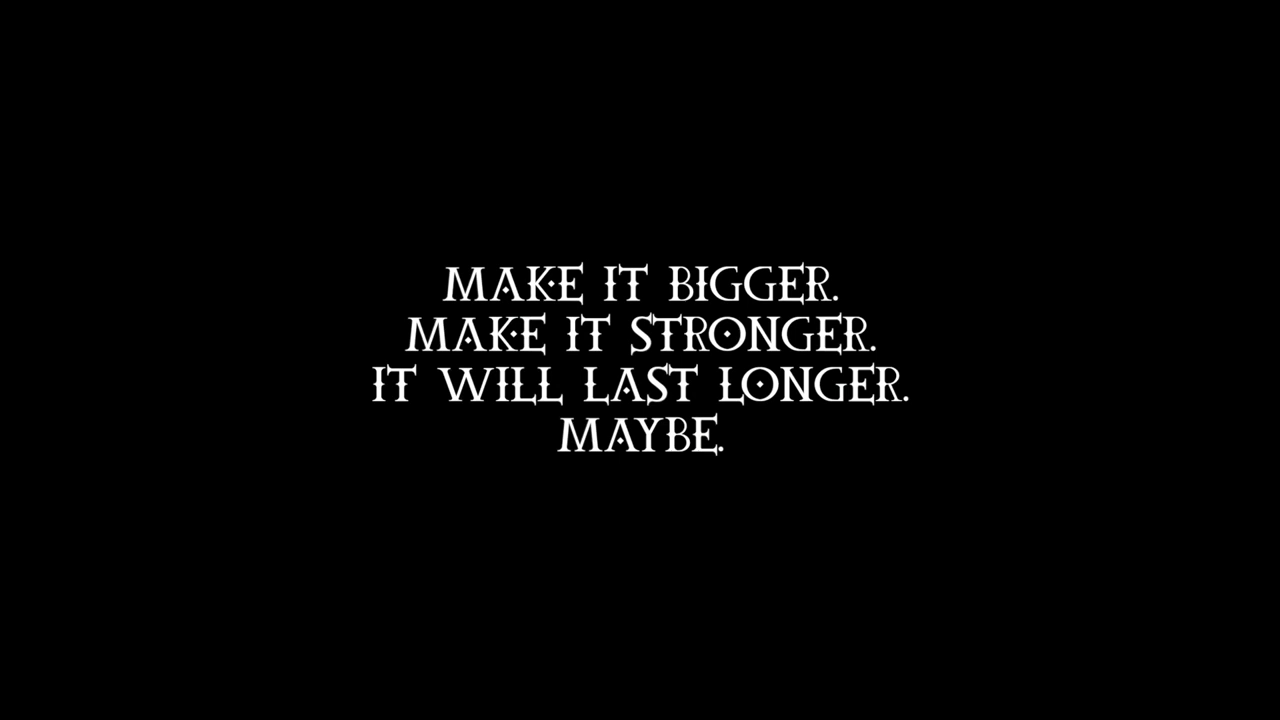 MAKE IT BIGGER.
MAKE IT STRONGER.
IT WILL LAST LONGER.
MAYBE.